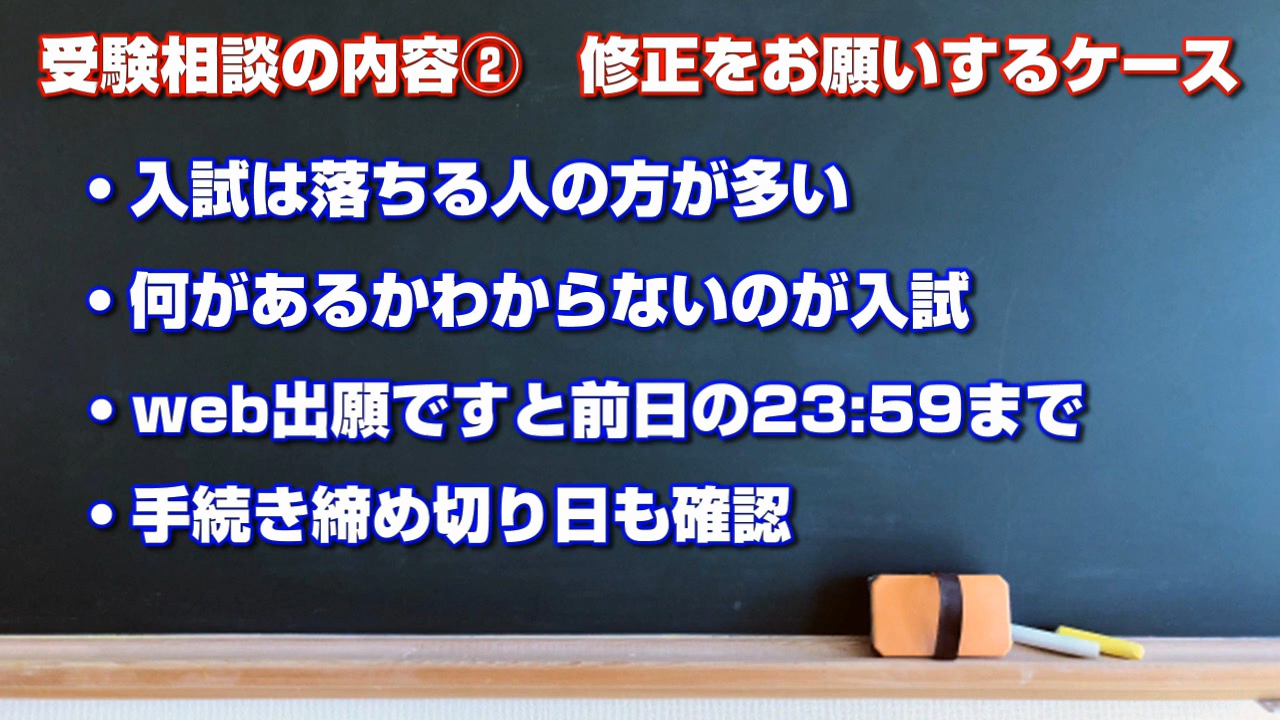 受験相談の内容② 修正をお願いするケース
・入試は落ちる人の方が多い
・何があるかわからないのが入試
・web出願ですと前日の23:59まで
・手続き締め切り日も確認